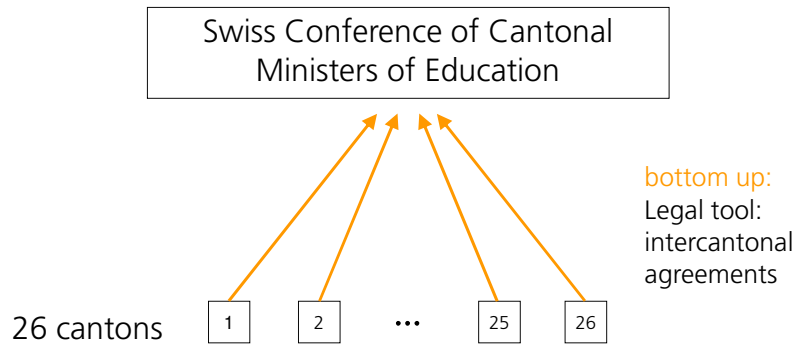 Swiss Conference of Cantonal
Ministers of Education
bottom up:
Legal tool:
intercantonal
agreements
26 cantons 1 2 ... 25 26